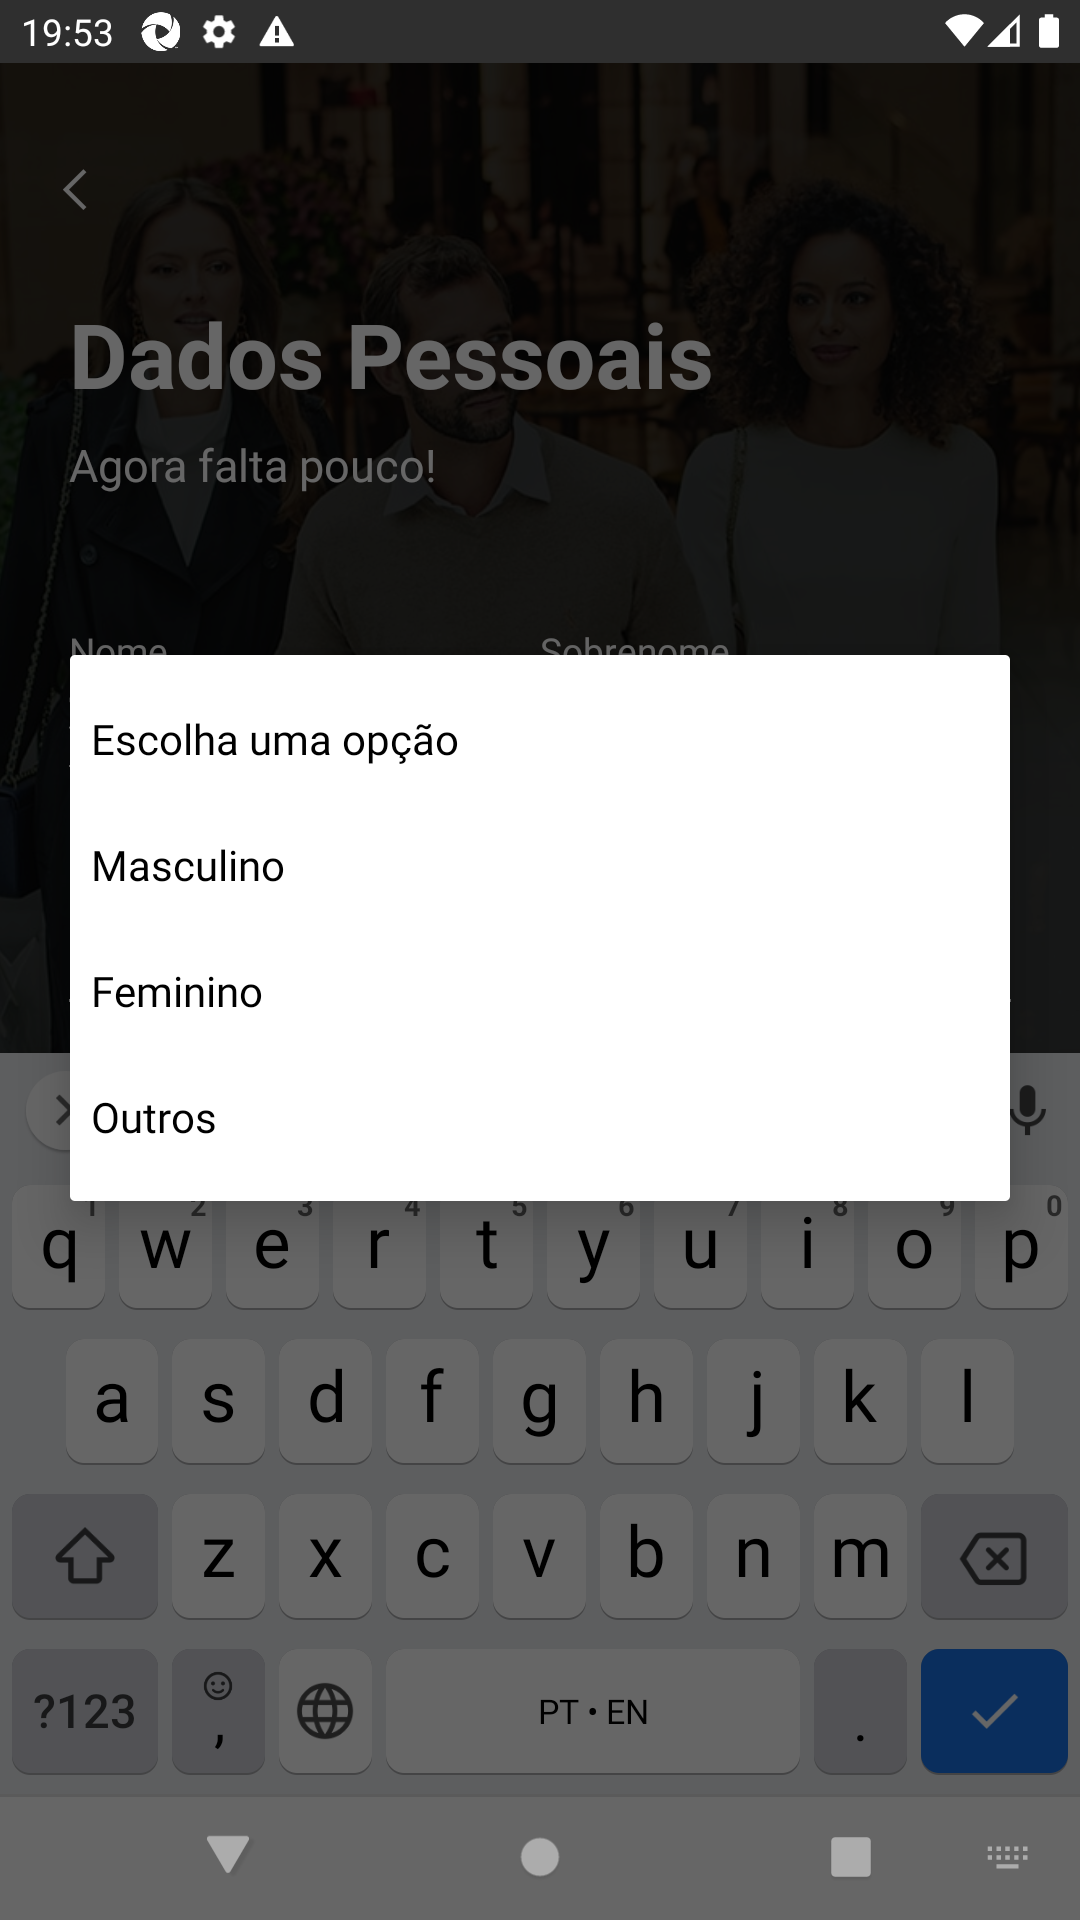 19:53
Dados Pessoais
Agora falta pouco!
Nome Sobrenome
Escolha uma opção
Masculino
Feminino
Outros
1 2 3 4 5 6 7 8 9 0
q w e r t y u i o p
a s d f g h j k l
z x c v b n m
?123 , PT • EN .